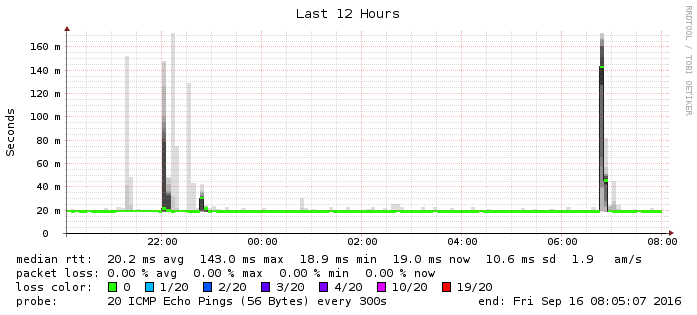 Last 12 Hours
RRDTOOL / TOBI OETIKER
Seconds
160 m
140 m
120 m
100 m
80 m
60 m
40 m
20 m
0
22:00 00:00 02:00 04:00 06:00 08:00
median rtt: 20.2 ms avg 143.0 ms max 18.9 ms min 19.0 ms now 10.6 ms sd 1.9 am/s
packet loss: 0.00 % avg 0.00 % max 0.00 % min 0.00 % now
loss color: 0 1/20 2/20 3/20 4/20 10/20 19/20
probe: 20 ICMP Echo Pings (56 Bytes) every 300s end: Fri Sep 16 08:05:07 2016